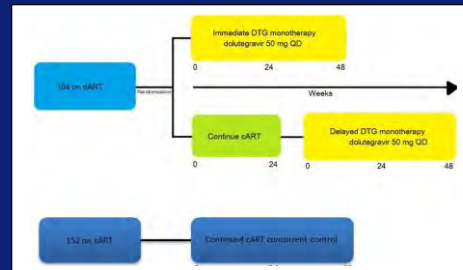 Immediate DTG monotherapy
dolutegravir 50 mg QD
0 24 48
104 on cART
Randomization
Weeks
Continue cART
Delayed DTG monotherapy
dolutegravir 50 mg QD
0 24
0 24 48
152 on cART
Continued cART concurrent control